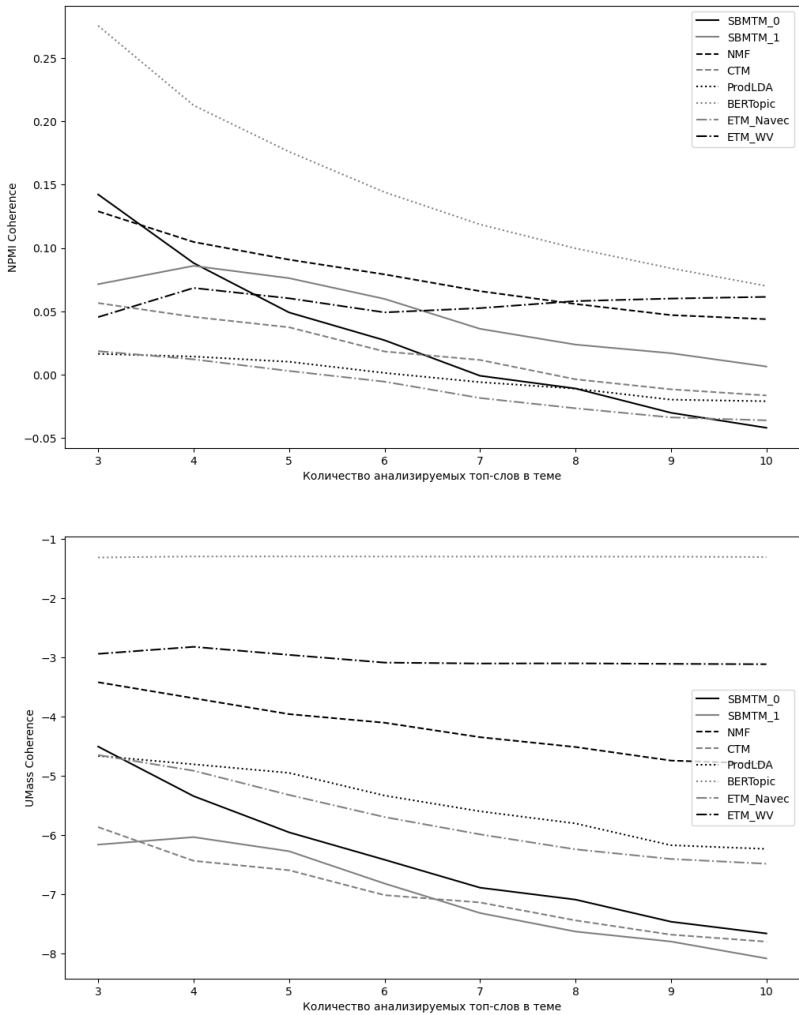 0.25
0.20
0.15
0.10
0.05
0.00
−0.05
NPMI Coherence
SBMTM_0
SBMTM_1
NMF
CTM
ProdLDA
BERTopic
ETM_Navec
ETM_WV
3 4 5 6 7 8 9 10
Количество анализируемых топ-слов в теме
−1
−2
−3
−4
−5
−6
−7
−8
UMass Coherence
SBMTM_0
SBMTM_1
NMF
CTM
ProdLDA
BERTopic
ETM_Navec
ETM_WV
3 4 5 6 7 8 9 10
Количество анализируемых топ-слов в теме